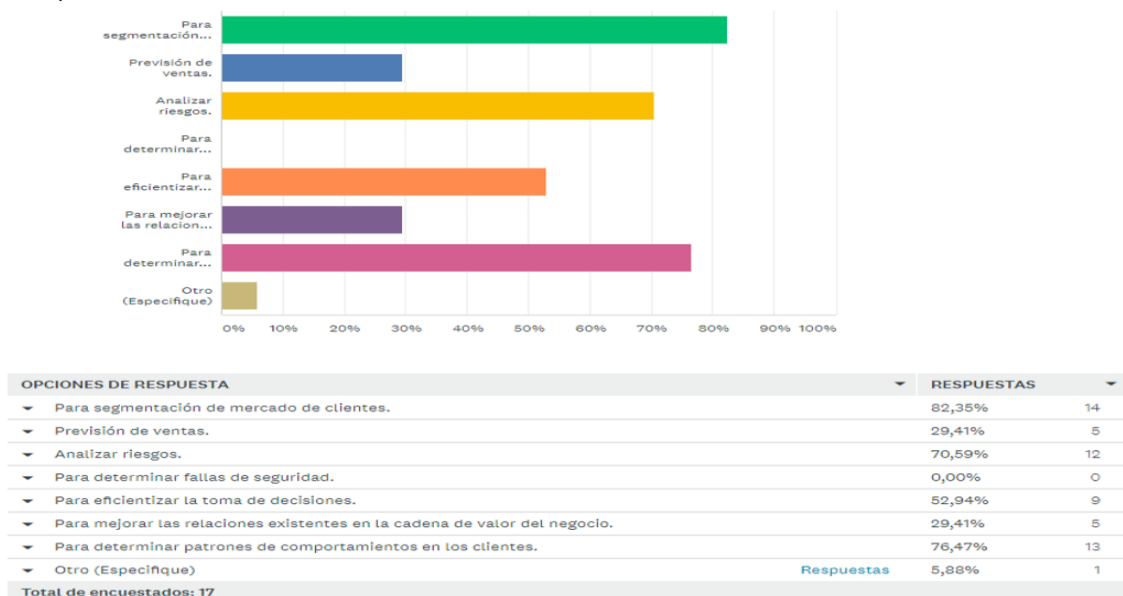 Para
segmentación...
Previsión de
ventas.
Analizar
riesgos.
Para
determinar...
Para
eficientizar...
Para mejorar
las relacion...
Para
determinar...
Otro
(Especifique)
0% 10% 20% 30% 40% 50% 60% 70% 80% 90% 100%
OPCIONES DE RESPUESTA RESPUESTAS
Para segmentación de mercado de clientes. 82,35% 14
Previsión de ventas. 29,41% 5
Analizar riesgos. 70,59% 12
Para determinar fallas de seguridad. 0,00% 0
Para eficientizar la toma de decisiones. 52,94% 9
Para mejorar las relaciones existentes en la cadena de valor del negocio. 29,41% 5
Para determinar patrones de comportamientos en los clientes. 76,47% 13
Otro (Especifique) Respuestas 5,88% 1
Total de encuestados: 17